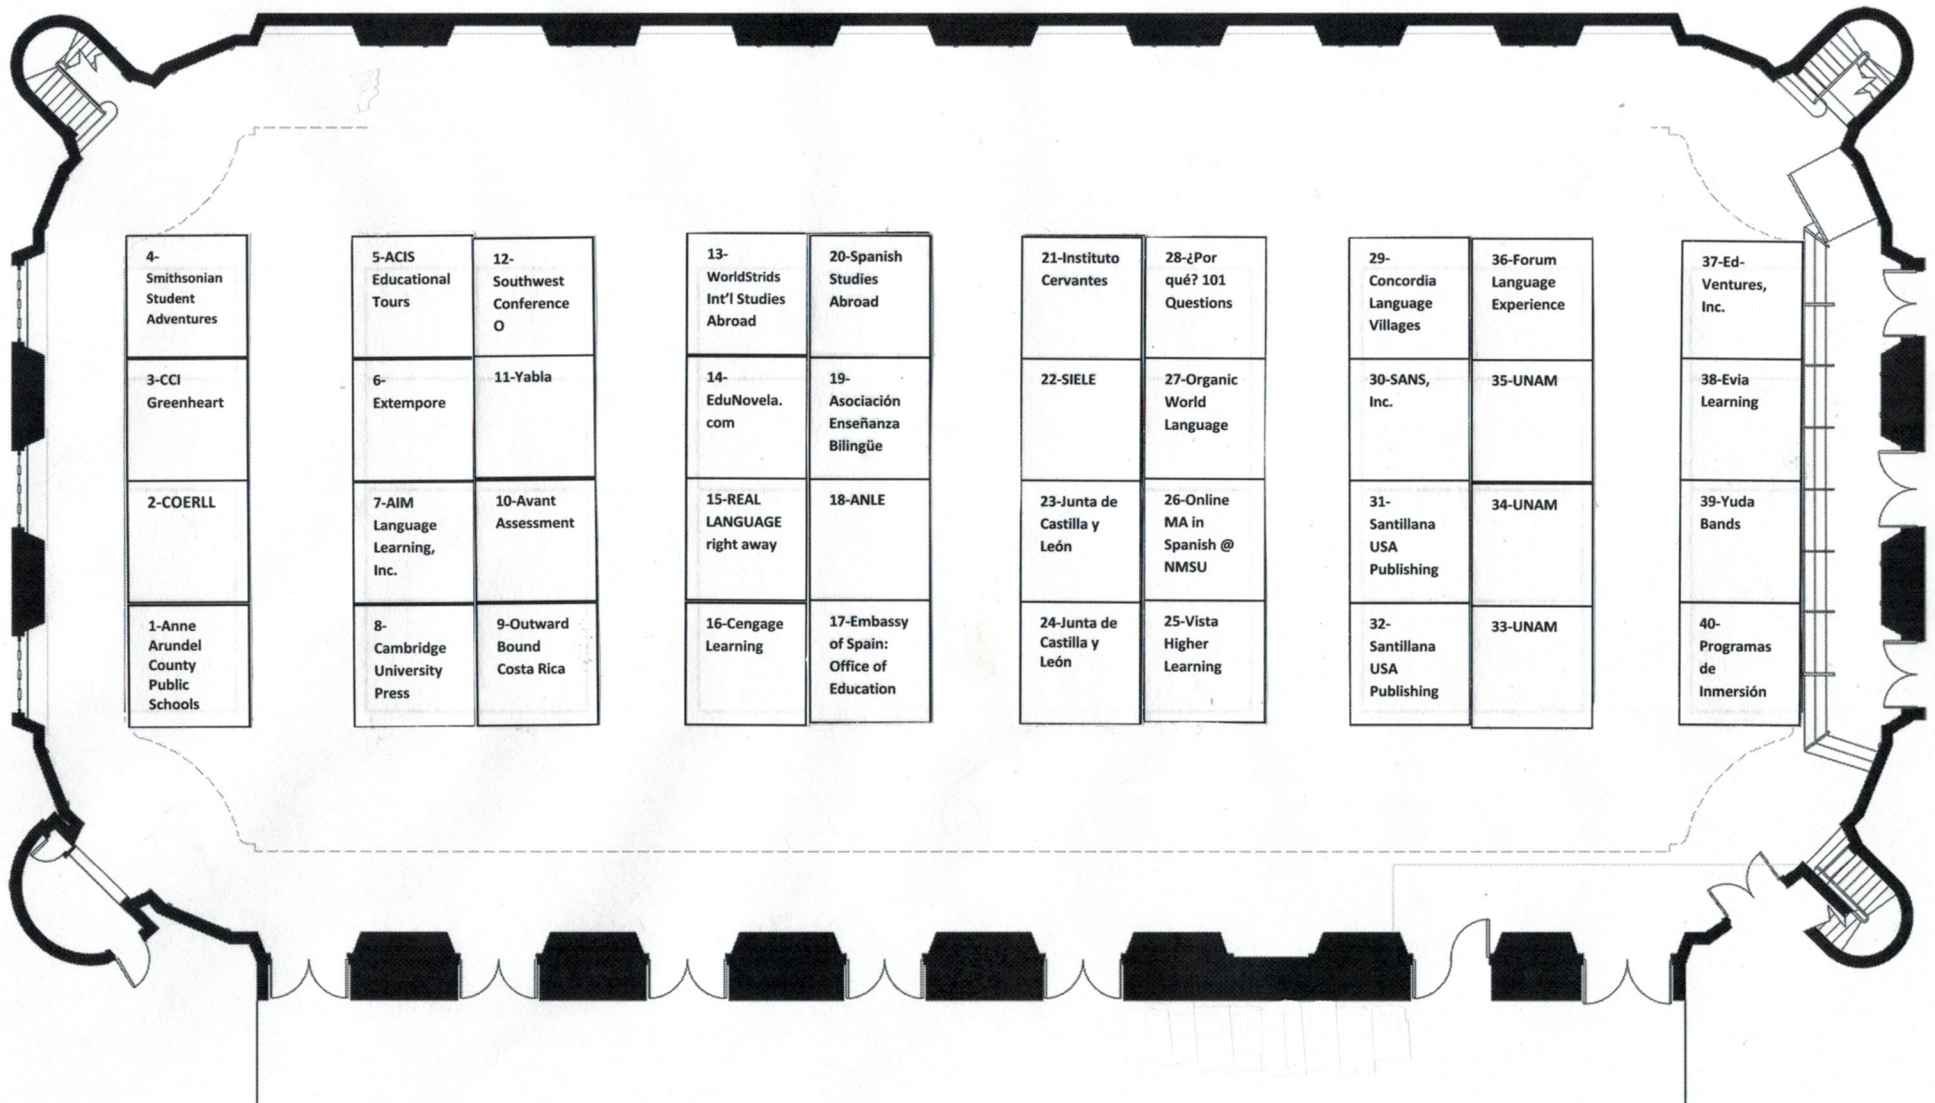 4-
Smithsonian
Student
Adventures
3-CCI
Greenheart
2-COERLL
1-Anne
Arundel
County
Public
Schools
5-ACIS
Educational
Tours
6-
Extempore
7-AIM
Language
Learning,
Inc.
8-
Cambridge
University
Press
12-
Southwest
Conference
O
11-Yabla
10-Avant
Assessment
9-Outward
Bound
Costa Rica
13-
WorldStrids
Int'l Studies
Abroad
14-
EduNovela.
com
15-REAL
LANGUAGE
right away
16-Cengage
Learning
20-Spanish
Studies
Abroad
19-
Asociación
Enseñanza
Bilingüe
18-ANLE
17-Embassy
of Spain:
Office of
Education
21-Instituto
Cervantes
22-SIELE
23-Junta de
Castilla y
León
24-Junta de
Castilla y
León
28-¿Por
qué? 101
Questions
27-Organic
World
Language
26-Online
MA in
Spanish @
NMSU
25-Vista
Higher
Learning
29-
Concordia
Language
Villages
30-SANS,
Inc.
31-
Santillana
USA
Publishing
32-
Santillana
USA
Publishing
36-Forum
Language
Experience
35-UNAM
34-UNAM
33-UNAM
37-Ed-
Ventures,
Inc.
38-Evia
Learning
39-Yuda
Bands
40-
Programas
de
Inmersión